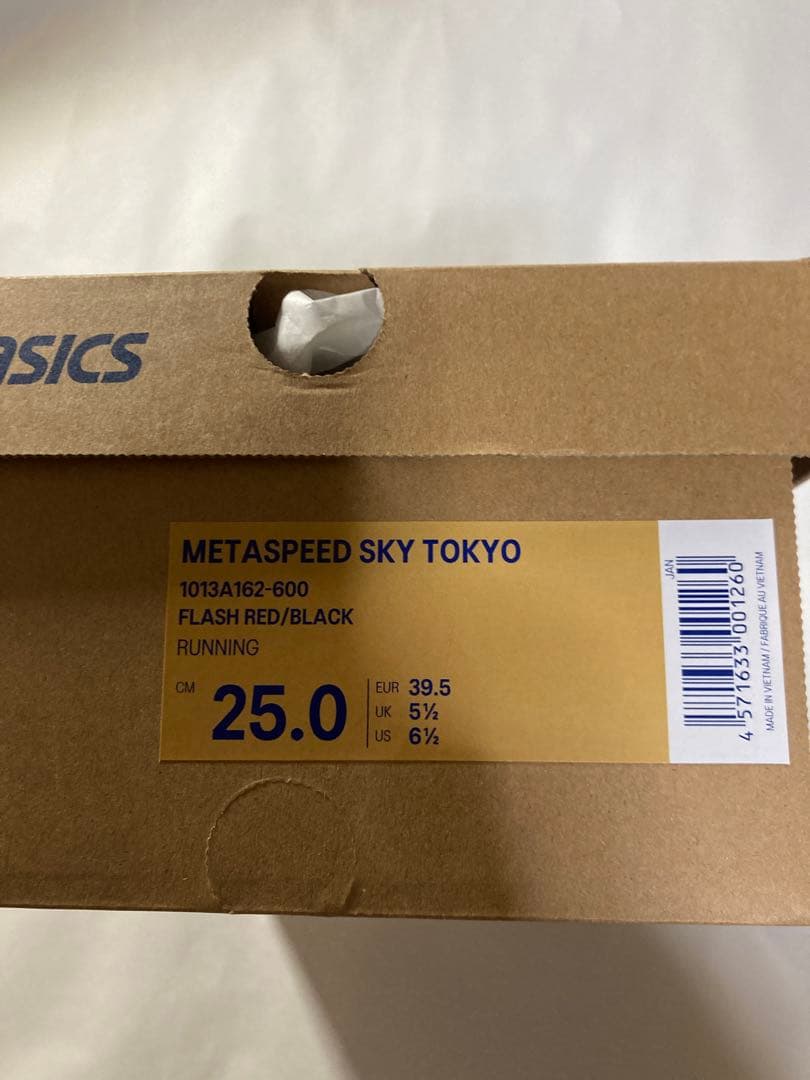 asics
METASPEED SKY TOKYO
1013A162-600
FLASH RED/BLACK
RUNNING
CM 25.0
EUR 39.5
UK 5½
US 6½
JAN
4 571633 001260
MADE IN VIETNAM / FABRIQUE AU VIETNAM